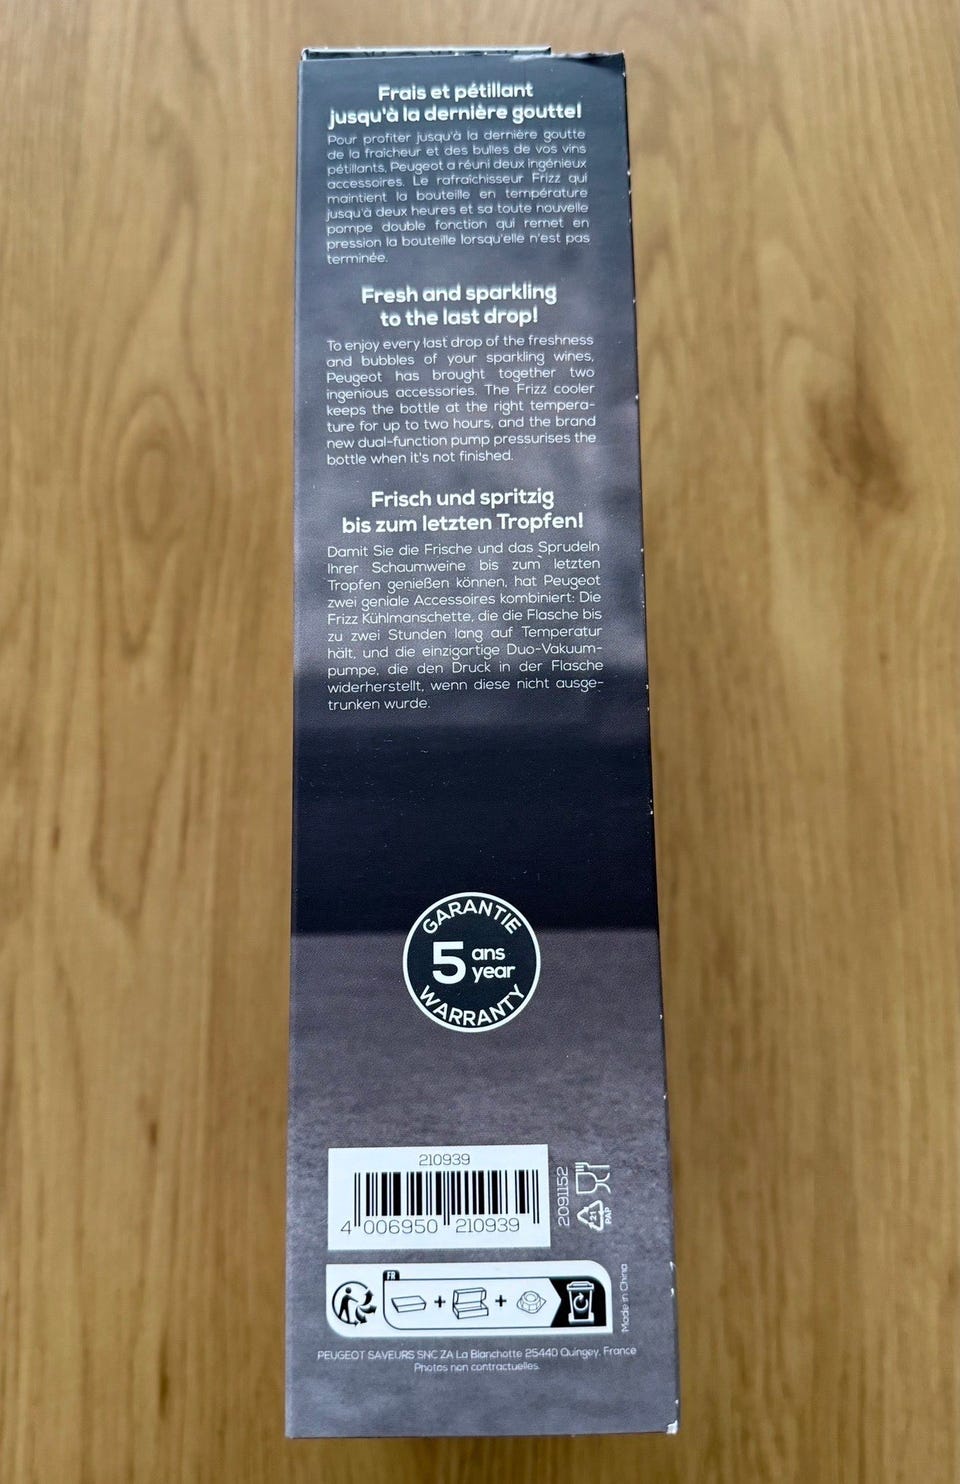 Frais et pétillant
jusqu'à la dernière goutte!
Pour profiter jusqu'à la dernière goutte
de la fraîcheur et des bulles de vos vins
pétillants, Peugeot a réuni deux ingénieux
accessoires. Le rafraîchisseur Frizz qui
maintient la bouteille en température
jusqu'à deux heures et sa toute nouvelle
pompe double fonction qui remet en
pression la bouteille lorsqu'elle n'est pas
terminée.
Fresh and sparkling
to the last drop!
To enjoy every last drop of the freshness
and bubbles of your sparkling wines,
Peugeot has brought together two
ingenious accessories. The Frizz cooler
keeps the bottle at the right tempera-
ture for up to two hours, and the brand
new dual-function pump pressurises the
bottle when it's not finished.
Frisch und spritzig
bis zum letzten Tropfen!
Damit Sie die Frische und das Sprudeln
Ihrer Schaumweine bis zum letzten
Tropfen genießen können, hat Peugeot
zwei geniale Accessoires kombiniert: Die
Frizz Kühlmanschette, die die Flasche bis
zu zwei Stunden lang auf Temperatur
hält, und die einzigartige Duo-Vakuum-
pumpe, die den Druck in der Flasche
widerherstellt, wenn diese nicht ausge-
trunken wurde.
GARANTIE
5 ans
year
WARRANTY
210939
4 006950 210939
2091152
21
PAP
FR
Made in China
PEUGEOT SAVEURS SNC ZA La Blanchotte 25440 Quingey. France
Photos non contractuelles.